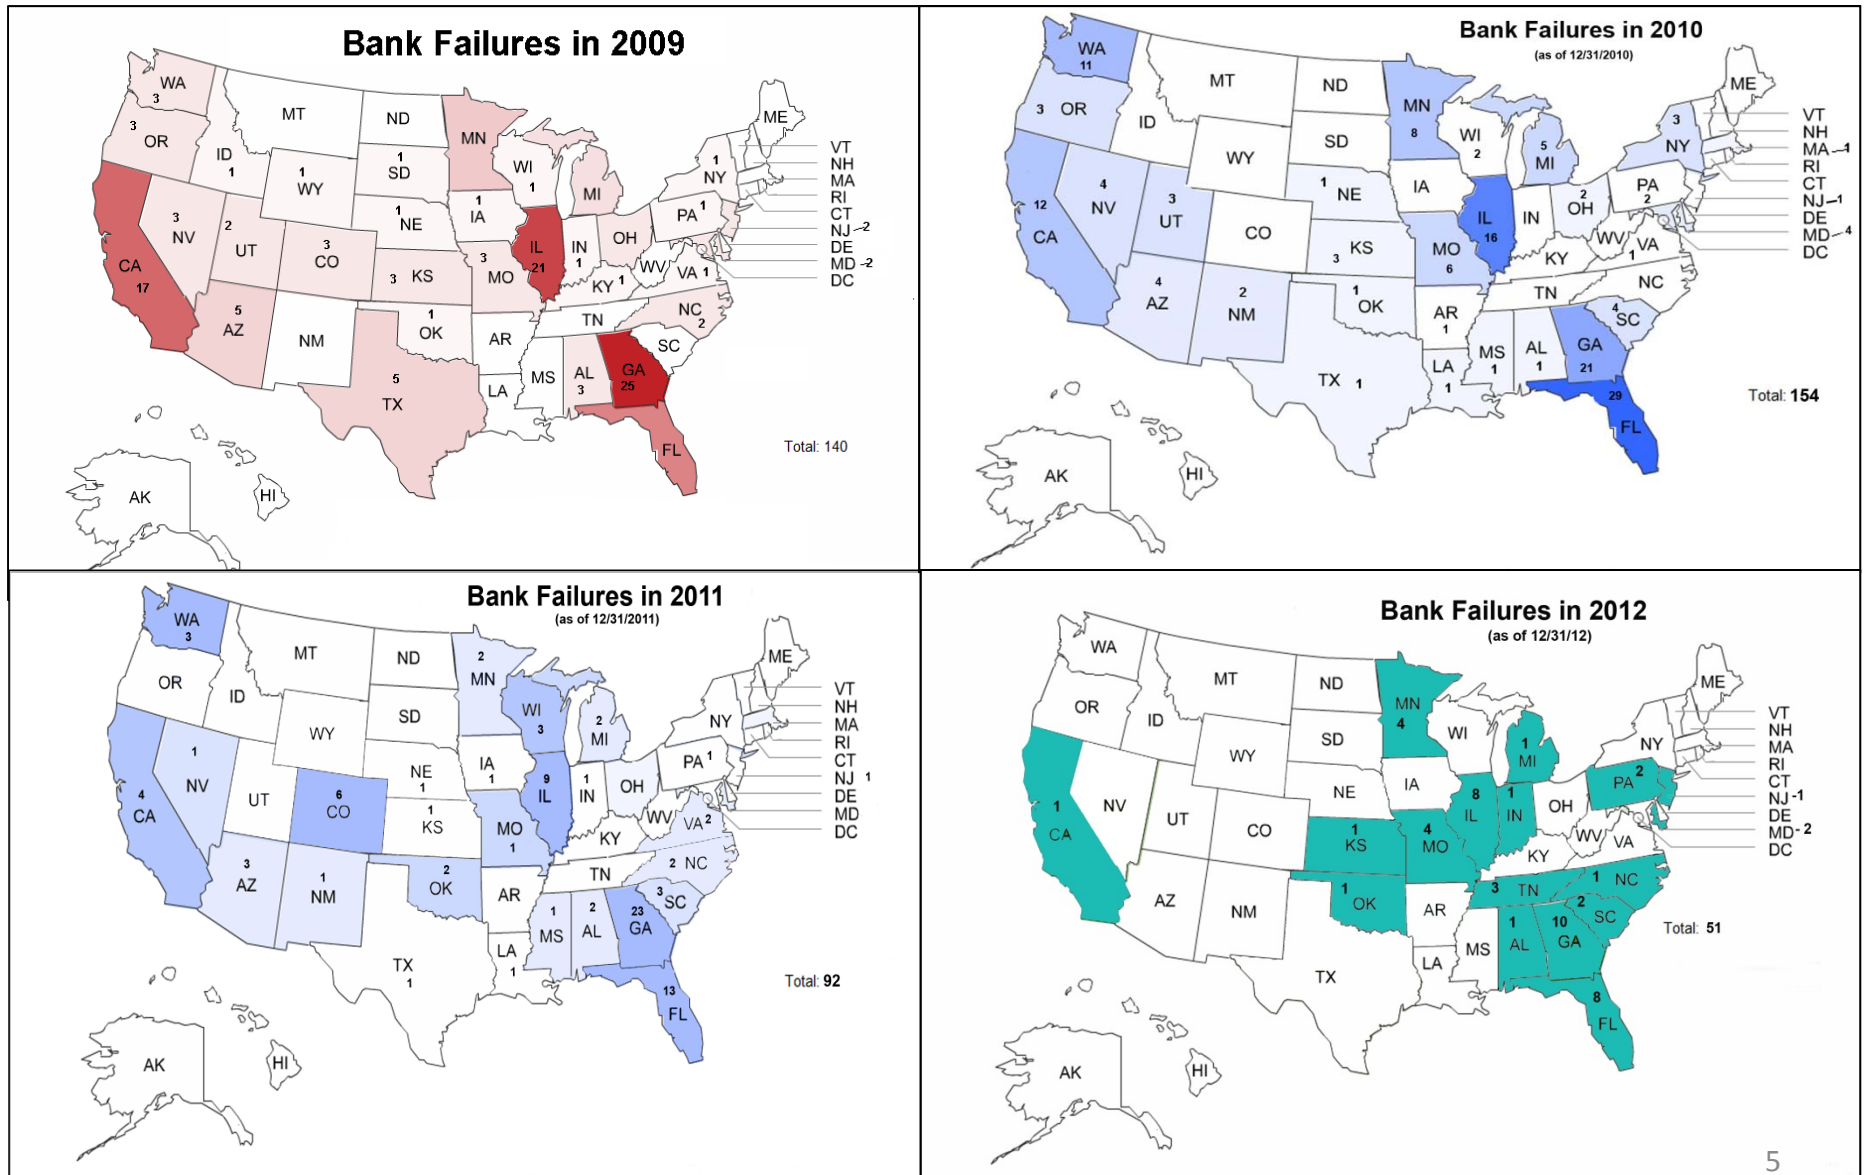 Bank Failures in 2009
WA
3
3
OR
ID
1
MT
ND
1
SD
1
WY
MN
WI
1
MI
1
NY
ME
VT
NH
MA
RI
CT
NJ-2
DE
MD-2
DC
CA
17
3
NV
2
UT
3
CO
1
NE
1
IA
IL
21
IN
1
OH
PA 1
WV
VA 1
KY 1
3 KS
3
MO
5
AZ
NM
1
OK
AR
TN
NC
2
SC
5
TX
LA
MS
AL
3
GA
25
FL
AK
HI
Total: 140
Bank Failures in 2010
(as of 12/31/2010)
WA
11
3 OR
ID
MT
ND
SD
WY
MN
8
WI
2
5
MI
3
NY
ME
VT
NH
MA-1
RI
CT
NJ-1
DE
MD-4
DC
12
CA
4
NV
3
UT
CO
1 NE
IA
IL
16
IN
2
OH
PA
2
WV
VA
1
KY
KS
3
MO
6
4
AZ
2
NM
1
OK
AR
1
TN
NC
4
SC
TX 1
LA
1
MS
1
AL
1
GA
21
29
FL
AK
HI
Total: 154
Bank Failures in 2011
(as of 12/31/2011)
WA
3
OR
ID
MT
ND
SD
WY
2
MN
WI
3
2
MI
NY
ME
VT
NH
MA
RI
CT
NJ 1
DE
MD
DC
4
CA
1
NV
UT
6
CO
NE
1
IA
1
9
IL
1
IN
OH
PA 1
WV
VA 2
KY
1
KS
MO
1
3
AZ
1
NM
2
OK
AR
TN
2 NC
3
SC
TX
1
LA
1
1
MS
2
AL
23
GA
13
FL
AK
HI
Total: 92
Bank Failures in 2012
(as of 12/31/12)
WA
OR
ID
MT
ND
SD
WY
MN
4
WI
1
MI
NY
ME
VT
NH
MA
RI
CT
NJ-1
DE
MD-2
DC
1
CA
NV
UT
CO
NE
IA
8
IL
1
IN
OH
PA 2
WV
VA
KY
1
KS
4
MO
AZ
NM
1
OK
AR
3 TN
1 NC
2
SC
TX
LA
MS
1
AL
10
GA
8
FL
AK
HI
Total: 51
5